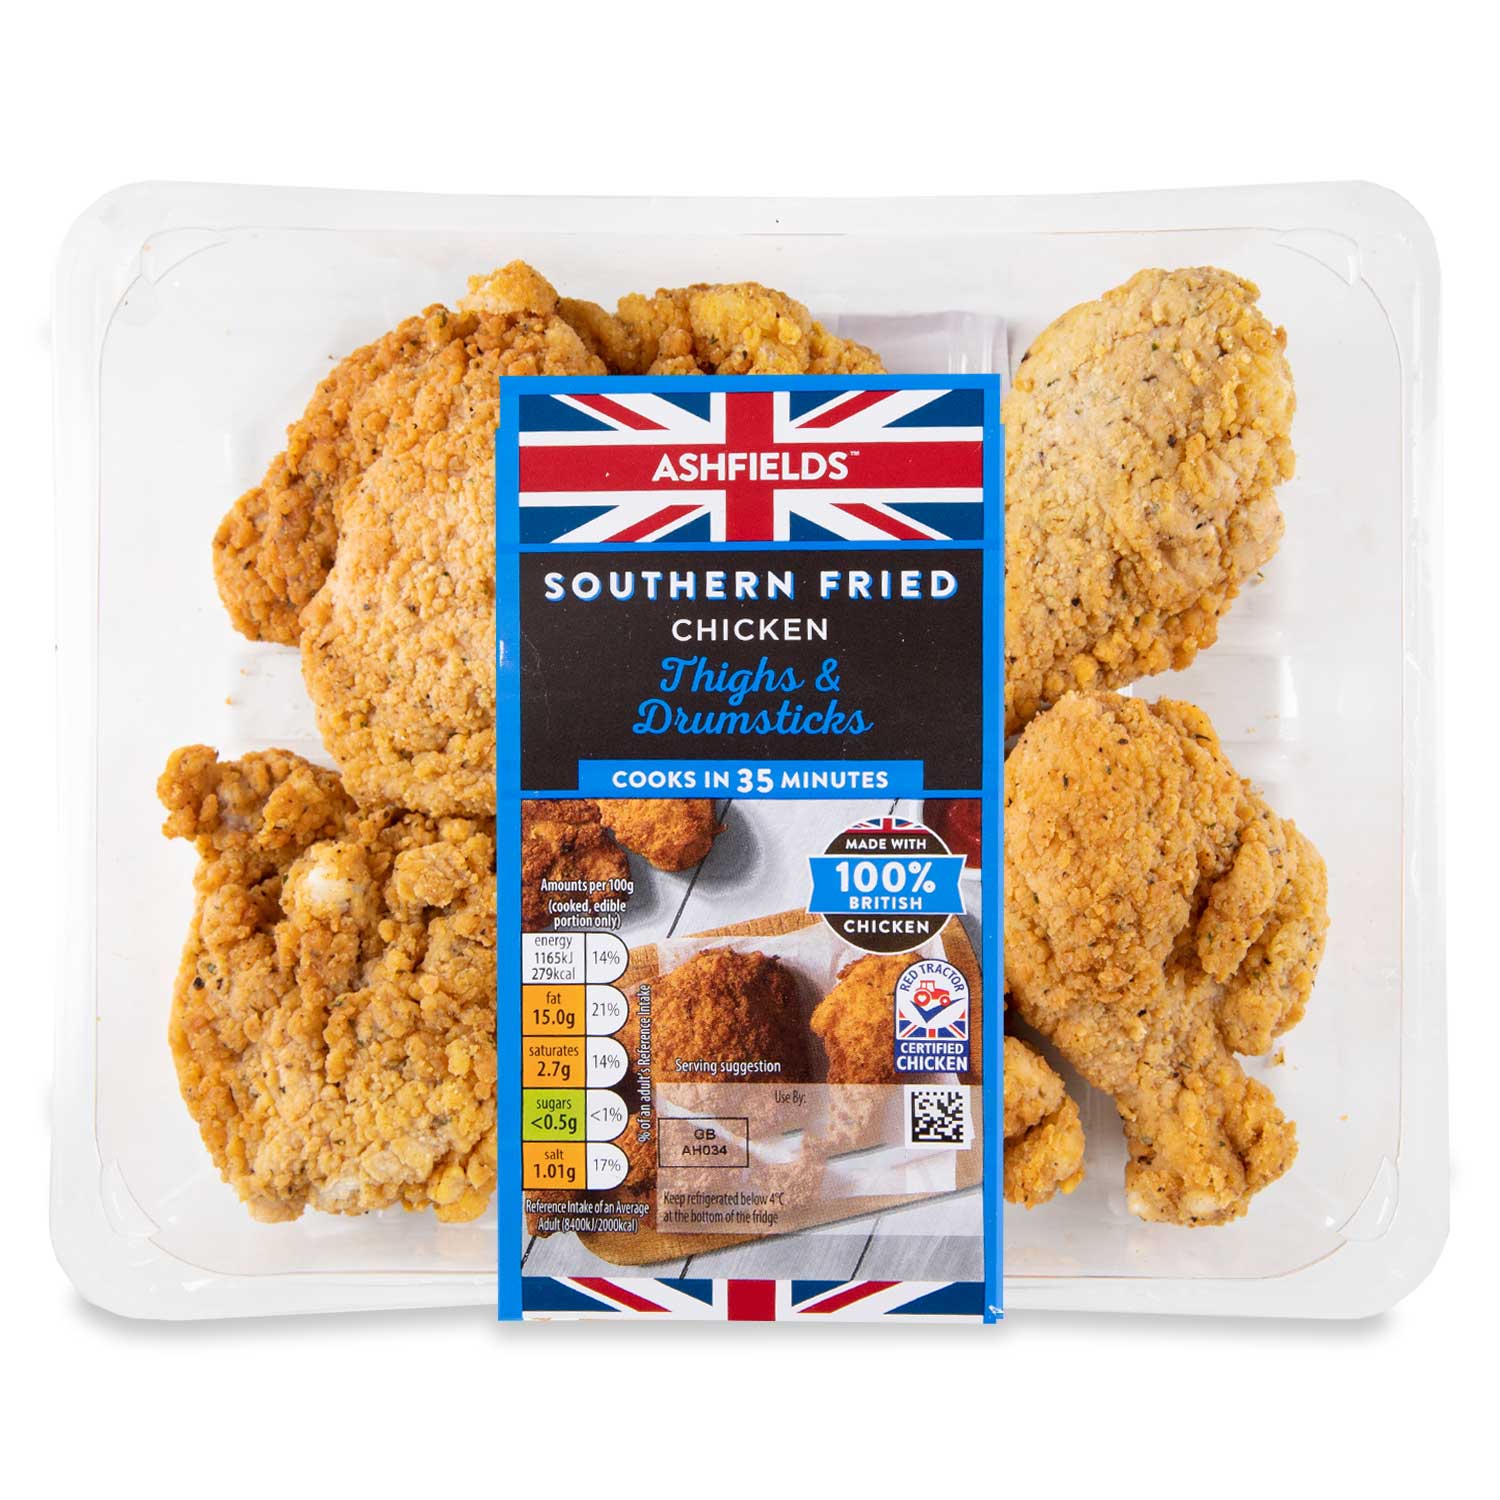 ASHFIELDS™
SOUTHERN FRIED
CHICKEN
Thighs &
Drumsticks
COOKS IN 35 MINUTES
MADE WITH
100%
BRITISH
CHICKEN
Amounts per 100g
(cooked, edible
portion only)
energy
1165kJ
279kcal
14%
fat
15.0g
21%
saturates
2.7g
14%
sugars
<0.5g
<1%
salt
1.01g
17%
% of an adult's Reference Intake
Reference Intake of an Average
Adult (8400kJ/2000kcal)
RED TRACTOR
CERTIFIED
CHICKEN
Serving suggestion
Use By:
GB
AH034
Keep refrigerated below 4°C
at the bottom of the fridge